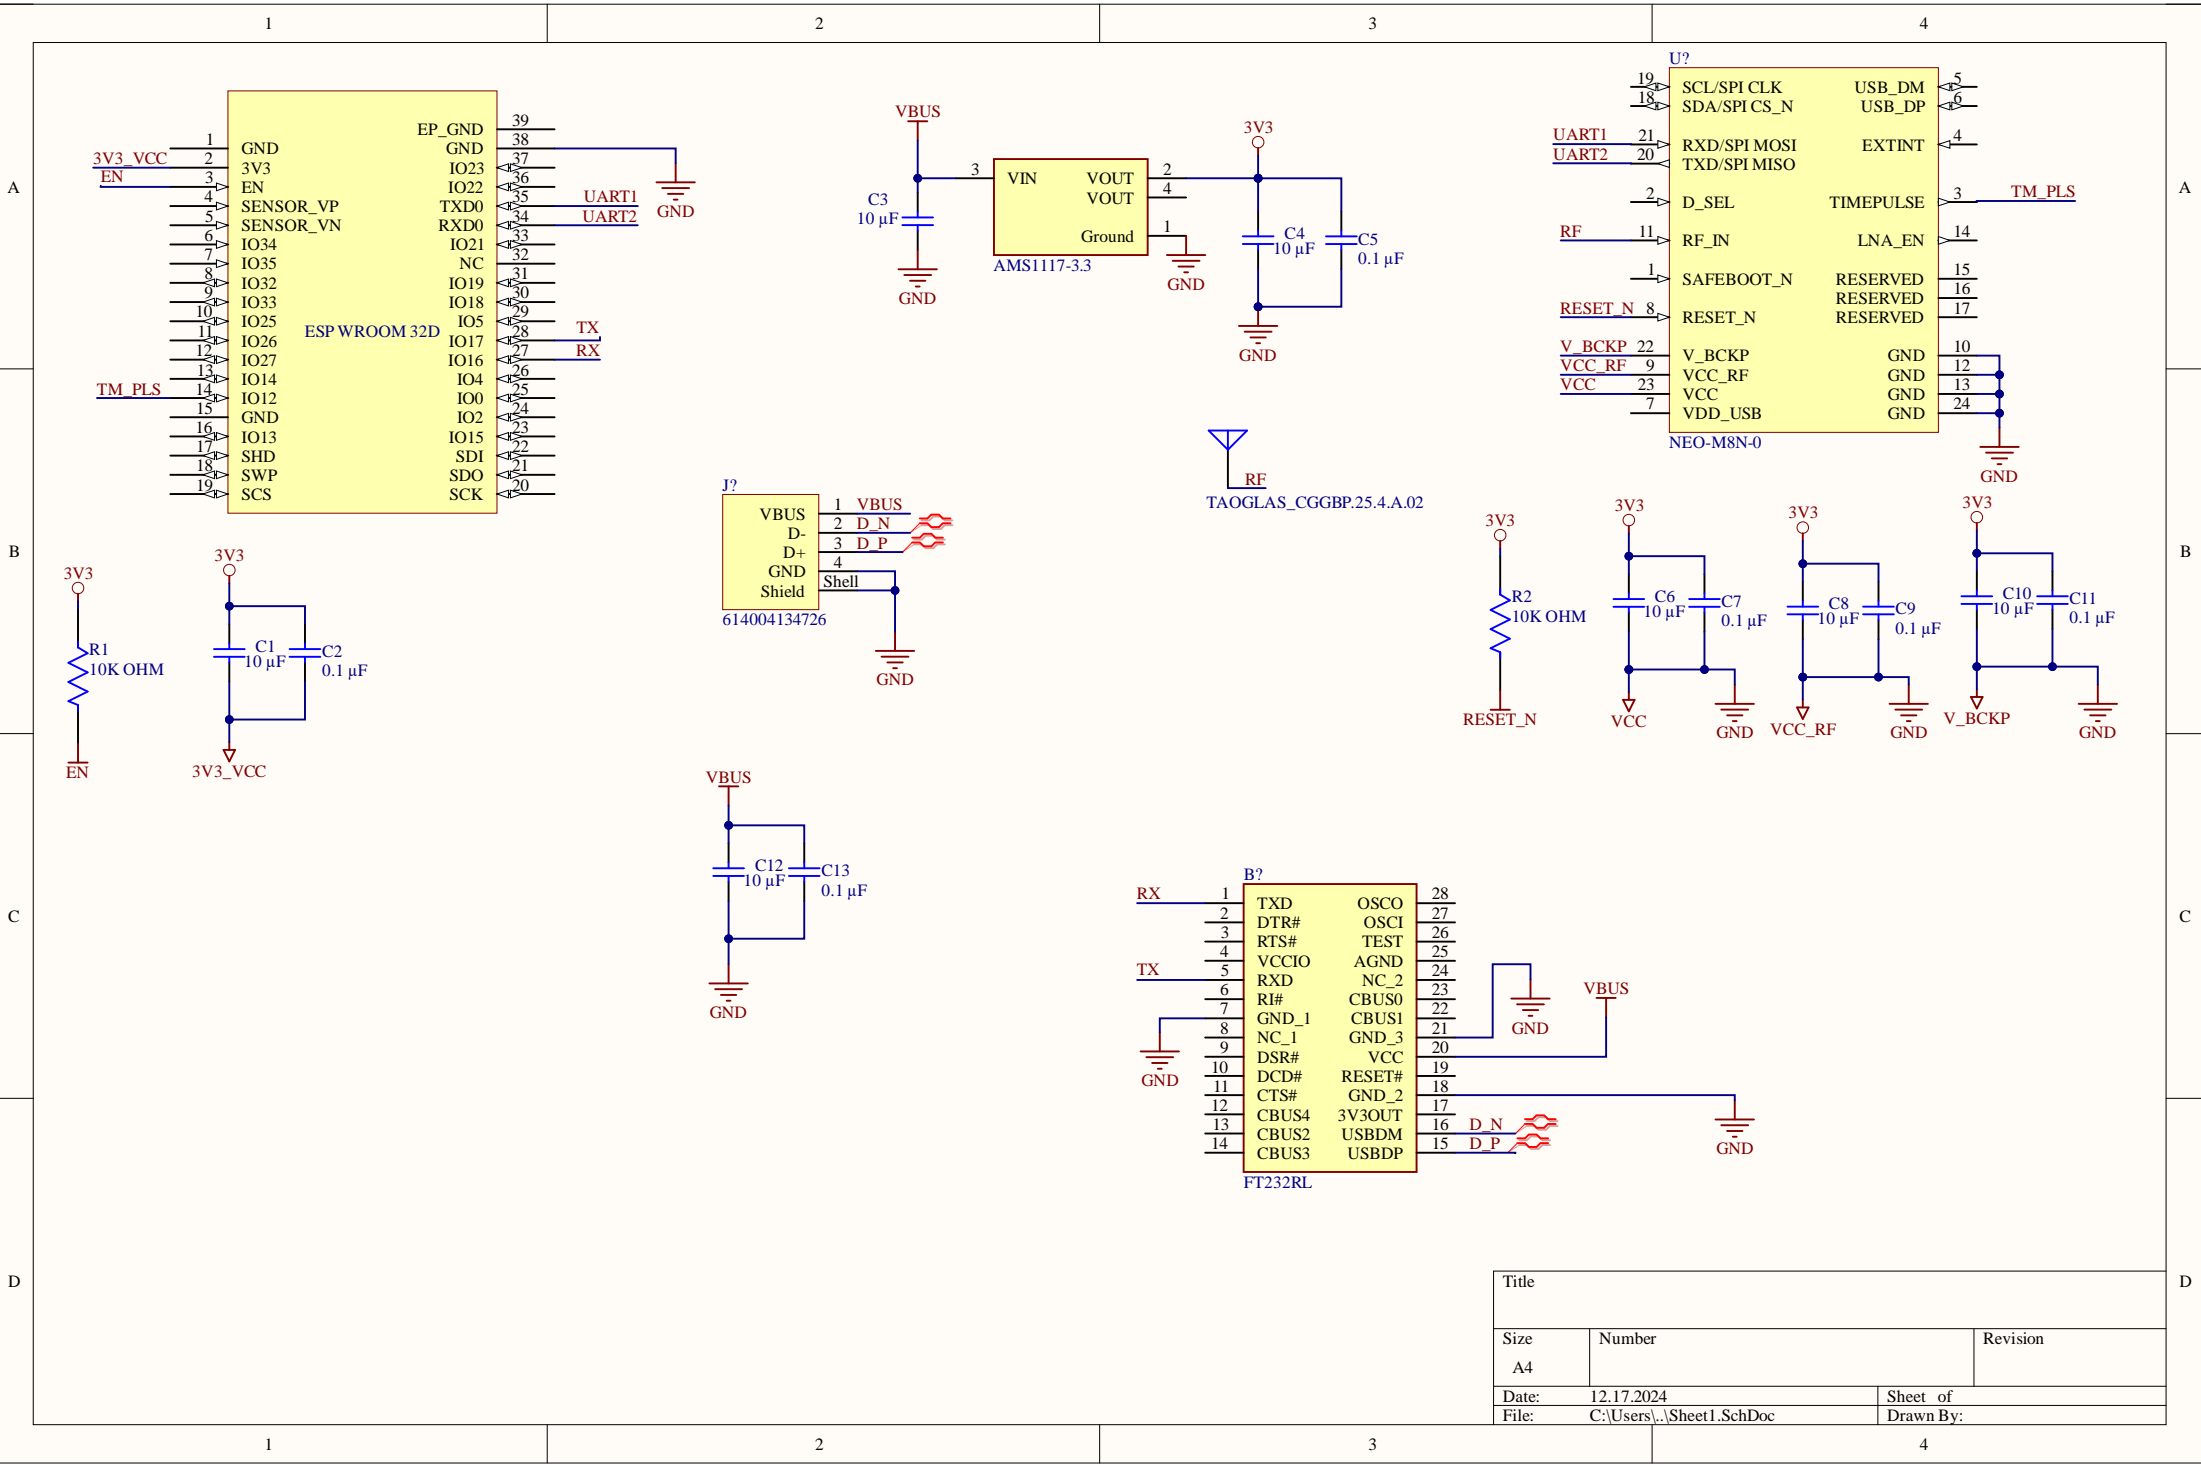 1 2 3 4
A
B
C
D
A
B
C
D
1 2 3 4
1 GND
2 3V3
3 EN
4 SENSOR_VP
5 SENSOR_VN
6 IO34
7 IO35
8 IO32
9 IO33
10 IO25
11 IO26
12 IO27
13 IO14
14 IO12
15 GND
16 IO13
17 SHD
18 SWP
19 SCS
3V3_VCC
EN
TM_PLS
ESP WROOM 32D
EP_GND 39
GND 38
IO23 37
IO22 36
TXD0 35
RXD0 34
IO21 33
NC 32
IO19 31
IO18 30
IO5 29
IO17 28
IO16 27
IO4 26
IO0 25
IO2 24
IO15 23
SDI 22
SDO 21
SCK 20
GND
UART1
UART2
TX
RX
VBUS
C3
10 µF
GND
3 VIN
VOUT 2
VOUT 4
Ground 1
AMS1117-3.3
GND
3V3
C4
10 µF
C5
0.1 µF
GND
U?
19 SCL/SPI CLK
18 SDA/SPI CS_N
UART1 21 RXD/SPI MOSI
UART2 20 TXD/SPI MISO
2 D_SEL
RF 11 RF_IN
1 SAFEBOOT_N
RESET_N 8 RESET_N
V_BCKP 22 V_BCKP
VCC_RF 9 VCC_RF
VCC 23 VCC
7 VDD_USB
USB_DM 5
USB_DP 6
EXTINT 4
TIMEPULSE 3 TM_PLS
LNA_EN 14
RESERVED 15
RESERVED 16
RESERVED 17
GND 10
GND 12
GND 13
GND 24
NEO-M8N-0
GND
RF
TAOGLAS_CGGBP.25.4.A.02
J?
VBUS 1 VBUS
D- 2 D_N
D+ 3 D_P
GND 4
Shield Shell
614004134726
GND
3V3
R1
10K OHM
EN
3V3
C1
10 µF
C2
0.1 µF
3V3_VCC
3V3
R2
10K OHM
RESET_N
3V3
C6
10 µF
C7
0.1 µF
VCC
GND
3V3
C8
10 µF
C9
0.1 µF
VCC_RF
GND
3V3
C10
10 µF
C11
0.1 µF
V_BCKP
GND
VBUS
C12
10 µF
C13
0.1 µF
GND
B?
RX 1 TXD
2 DTR#
3 RTS#
4 VCCIO
TX 5 RXD
6 RI#
7 GND_1
8 NC_1
9 DSR#
10 DCD#
11 CTS#
12 CBUS4
13 CBUS2
14 CBUS3
GND
OSCO 28
OSCI 27
TEST 26
AGND 25
NC_2 24
CBUS0 23
CBUS1 22
GND_3 21
VCC 20
RESET# 19
GND_2 18
3V3OUT 17
USBDM 16 D_N
USBDP 15 D_P
FT232RL
GND
VBUS
GND
Title
Size Number Revision
A4
Date: 12.17.2024 Sheet of
File: C:\Users\..\Sheet1.SchDoc Drawn By: